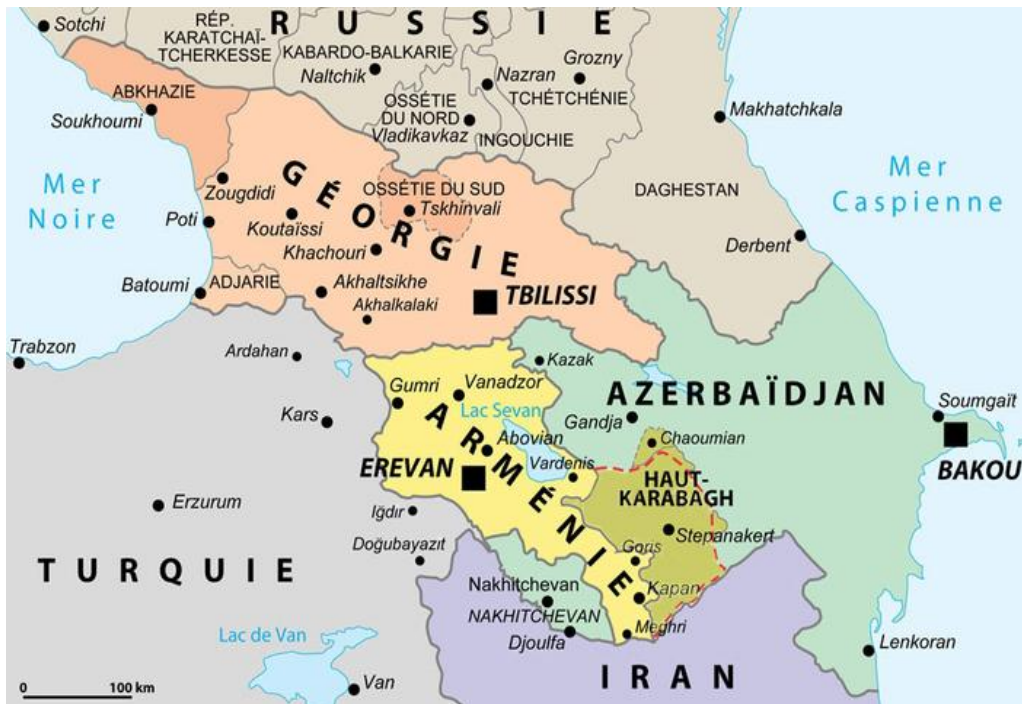 Sotchi
RÉP.
KARATCHAÏ-
TCHERKESSE
RUSSIE
KABARDO-BALKARIE
Naltchik
Nazran
Grozny
TCHÉTCHÉNIE
OSSÉTIE
DU NORD
Vladikavkaz
INGOUCHIE
Makhatchkala
ABKHAZIE
Soukhoumi
Mer
Noire
Mer
Caspienne
DAGHESTAN
Derbent
Zougdidi
GÉORGIE
OSSÉTIE DU SUD
Tskhinvali
Poti
Koutaïssi
Khachouri
Batoumi
ADJARIE
Akhaltsikhe
Akhalkalaki
TBILISSI
Trabzon
Ardahan
Kazak
Gumri
Vanadzor
AZERBAÏDJAN
Lac Sevan
Gandja
Soumgaït
Kars
ARMÉNIE
Abovian
Chaoumian
EREVAN
Vardenis
BAKOU
HAUT-
KARABAGH
Erzurum
Iğdır
Stepanakert
Doğubayazıt
Goris
TURQUIE
Nakhitchevan
Kapan
NAKHITCHEVAN
Djoulfa
Meghri
Lac de Van
Lenkoran
IRAN
Van
0 100 km